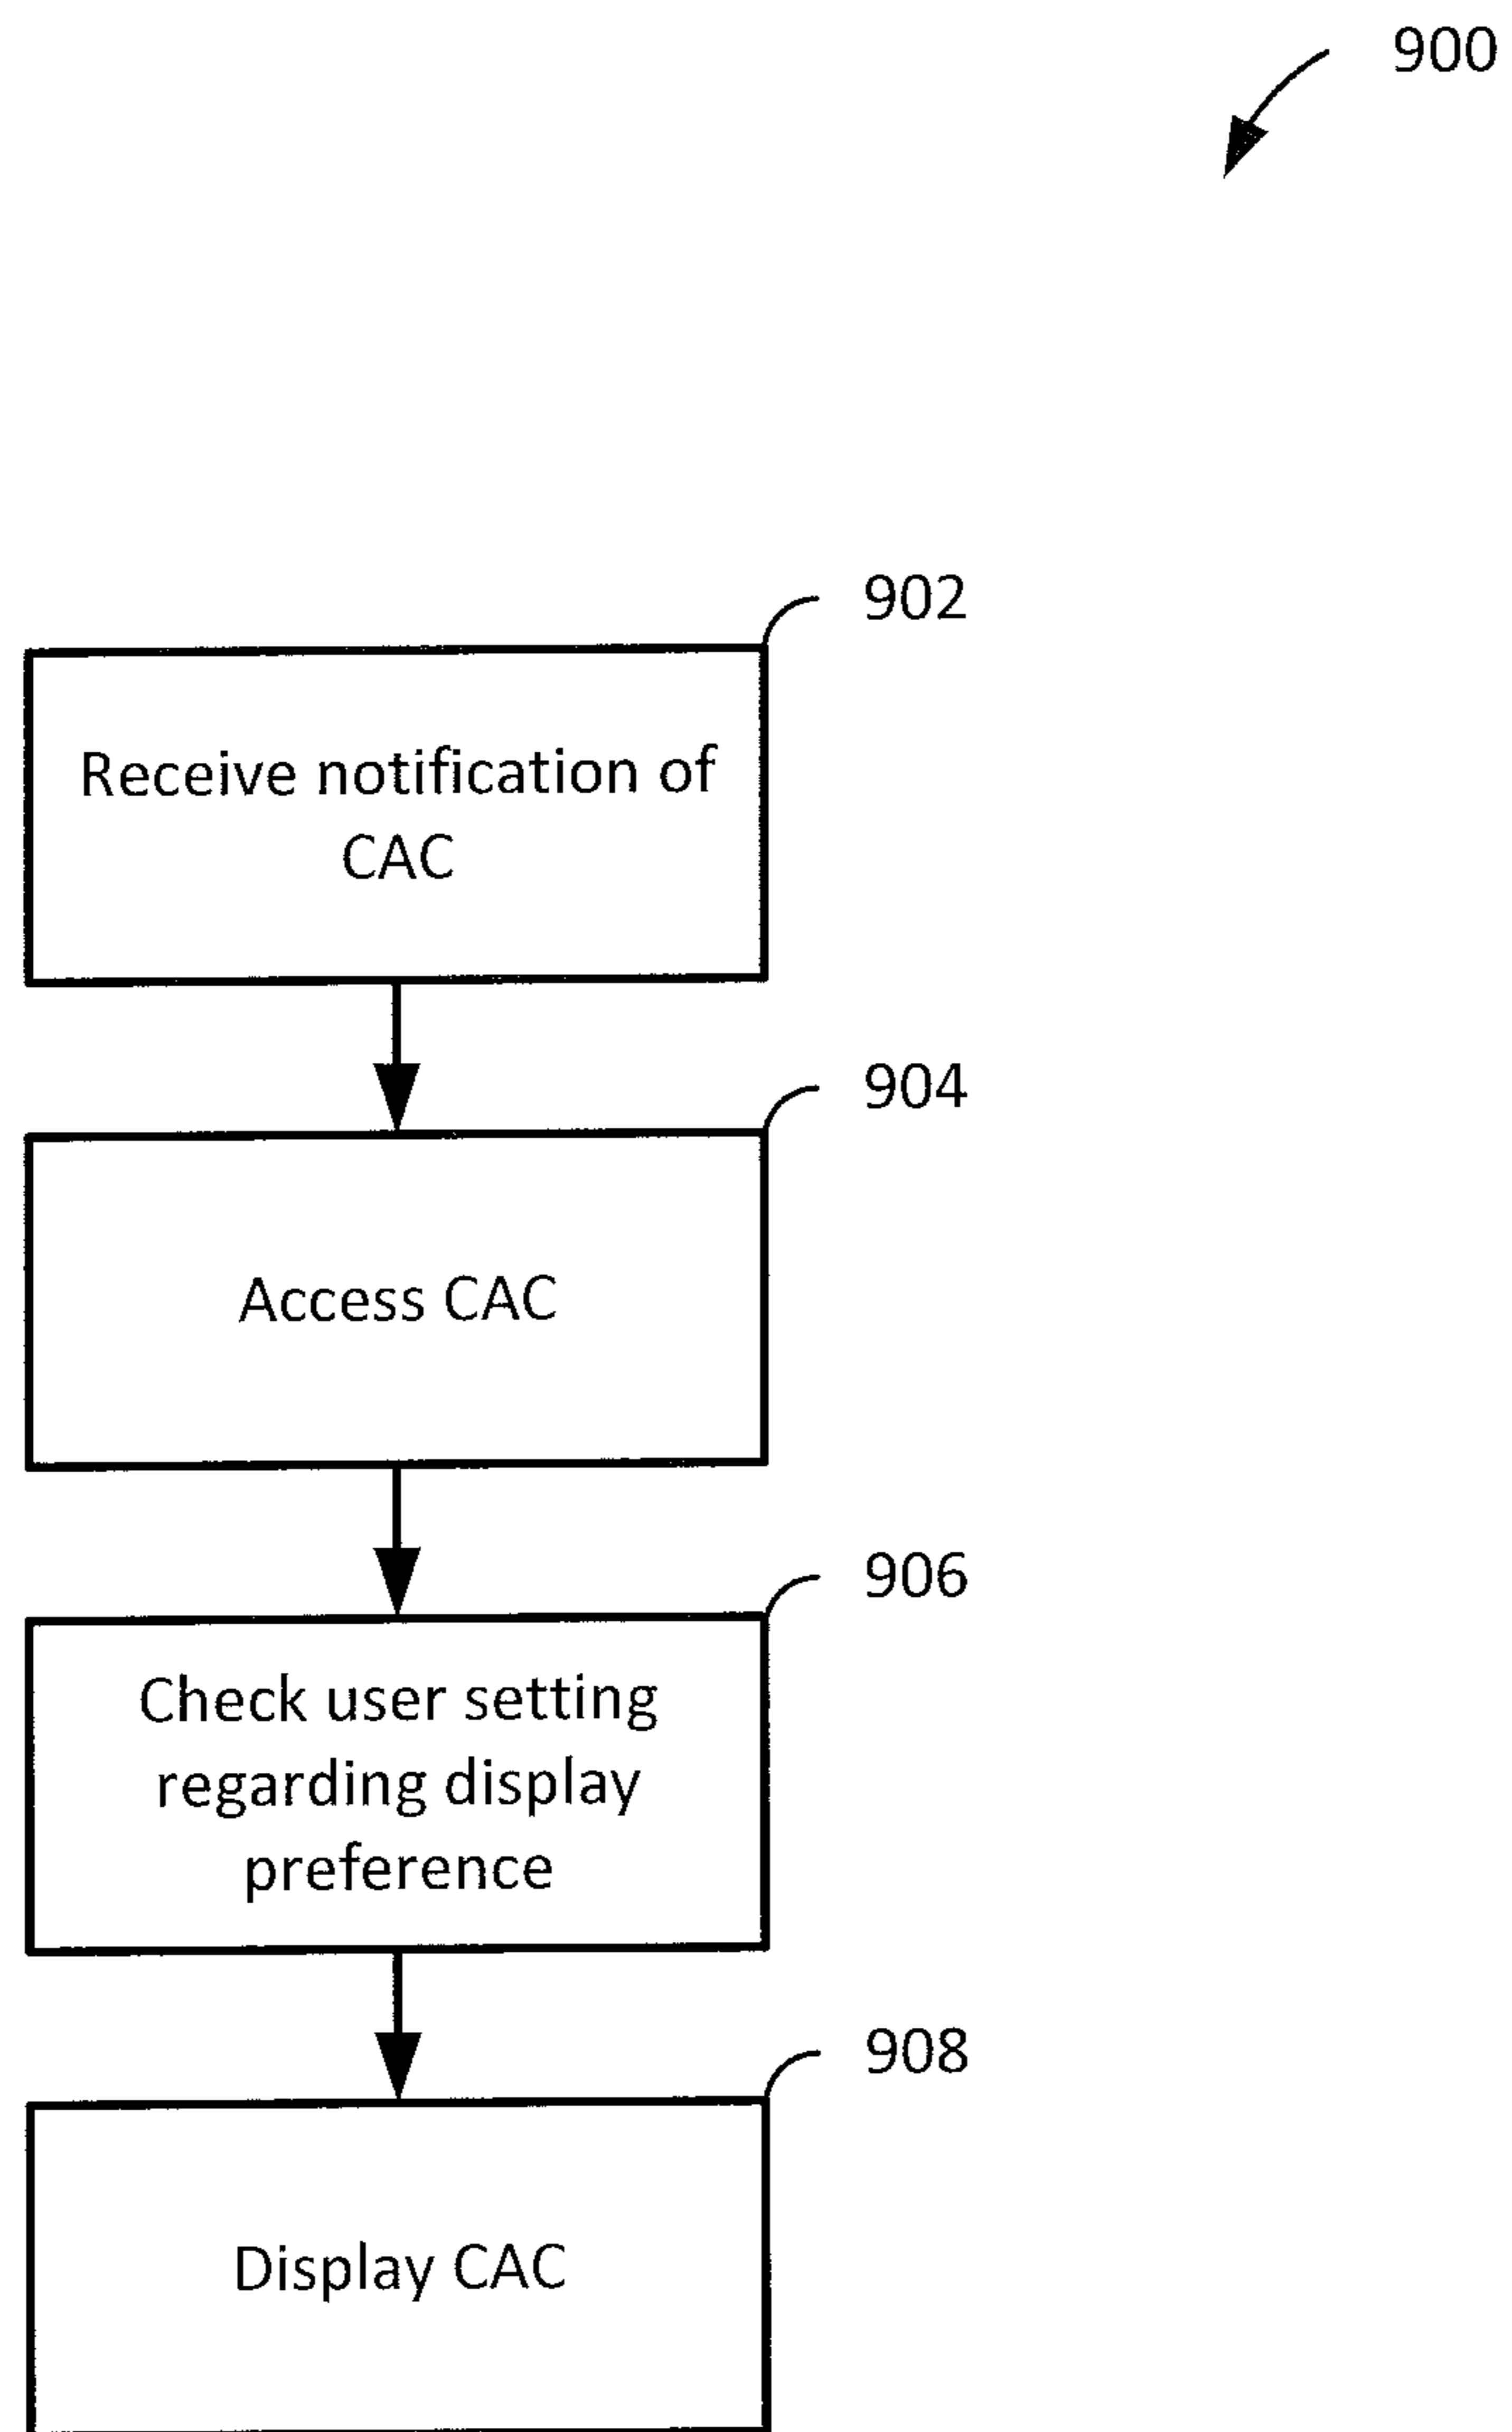 900
902
Receive notification of
CAC
904
Access CAC
906
Check user setting
regarding display
preference
908
Display CAC